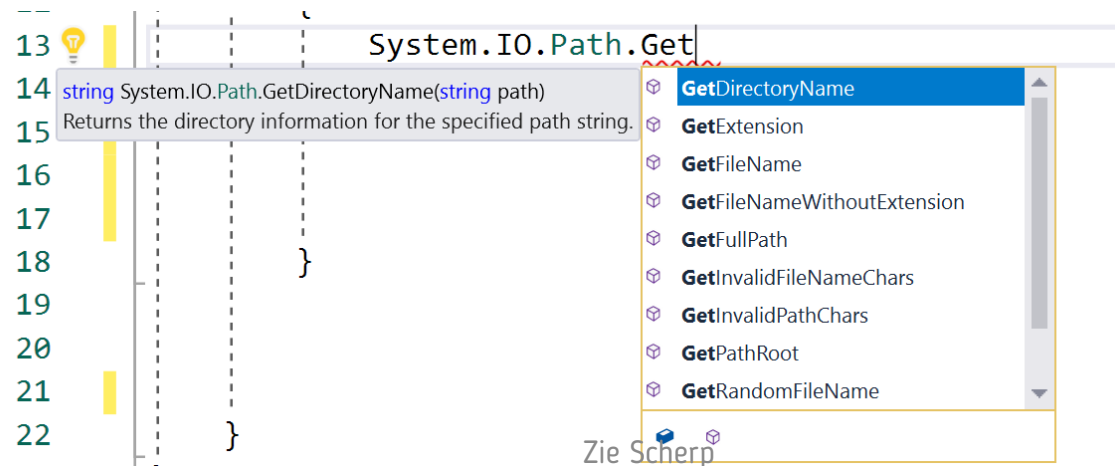 {
13 System.IO.Path.Get
14 string System.IO.Path.GetDirectoryName(string path)
GetDirectoryName
15 Returns the directory information for the specified path string.
GetExtension
GetFileName
16
GetFileNameWithoutExtension
17
GetFullPath
18 }
GetInvalidFileNameChars
19
GetInvalidPathChars
20
GetPathRoot
21
GetRandomFileName
22 }
Zie Scherp